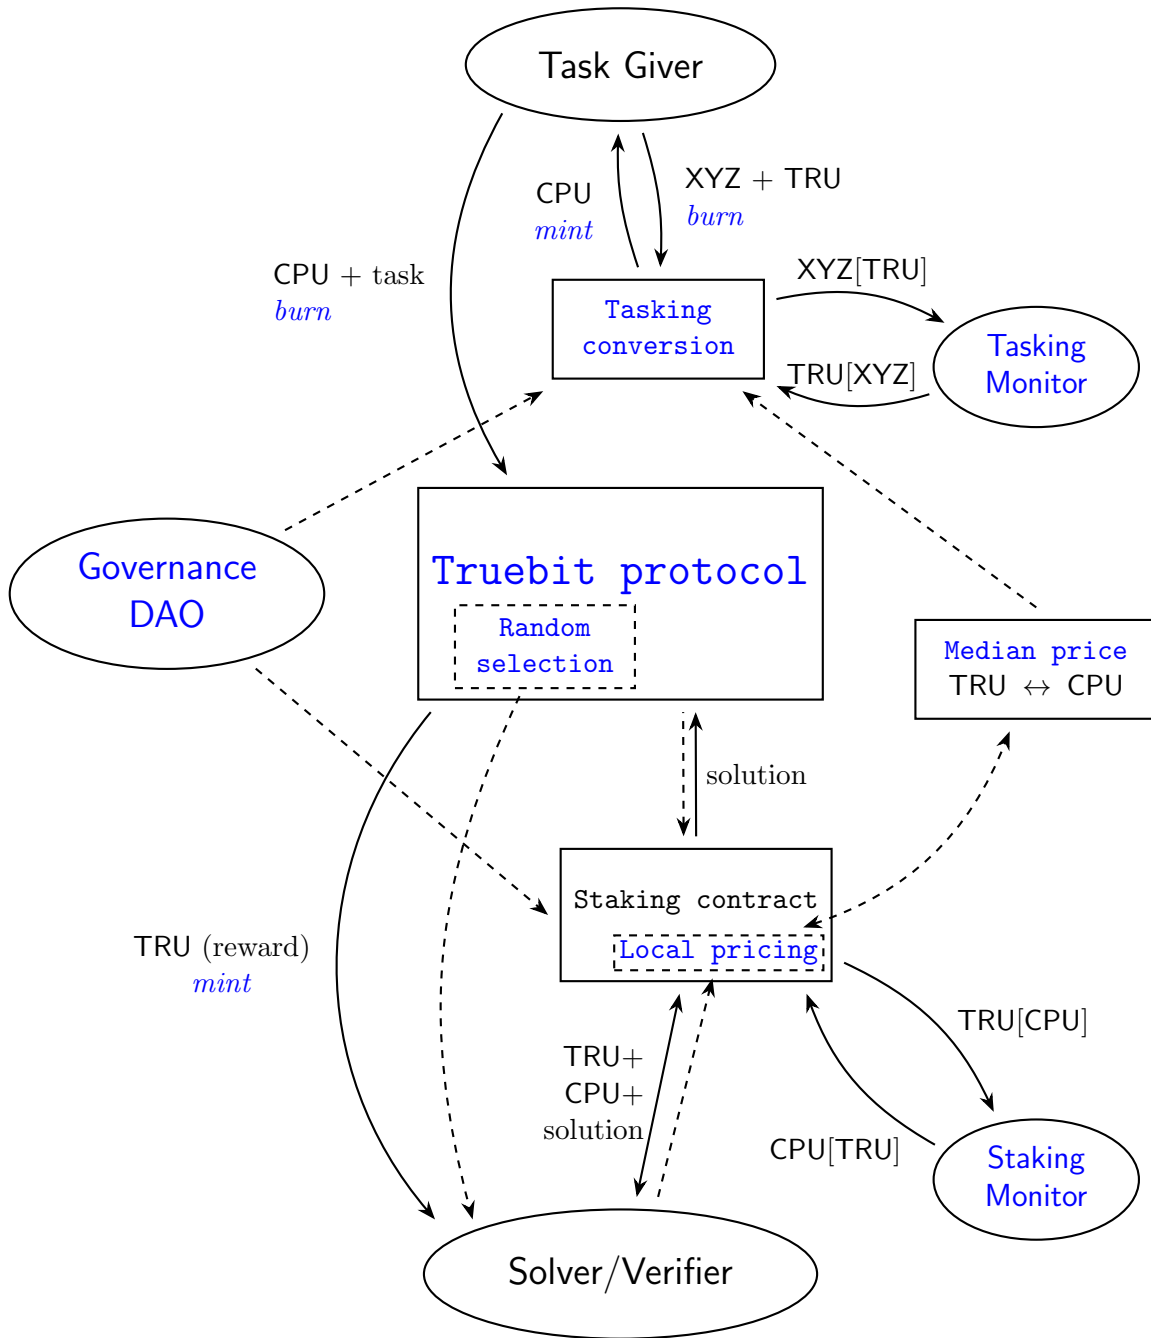 Task Giver
CPU
mint
XYZ + TRU
burn
CPU + task
burn
XYZ[TRU]
Tasking
conversion
TRU[XYZ]
Tasking
Monitor
Governance
DAO
Truebit protocol
Random
selection
Median price
TRU ↔ CPU
solution
Staking contract
Local pricing
TRU (reward)
mint
TRU+
CPU+
solution
TRU[CPU]
CPU[TRU]
Staking
Monitor
Solver/Verifier